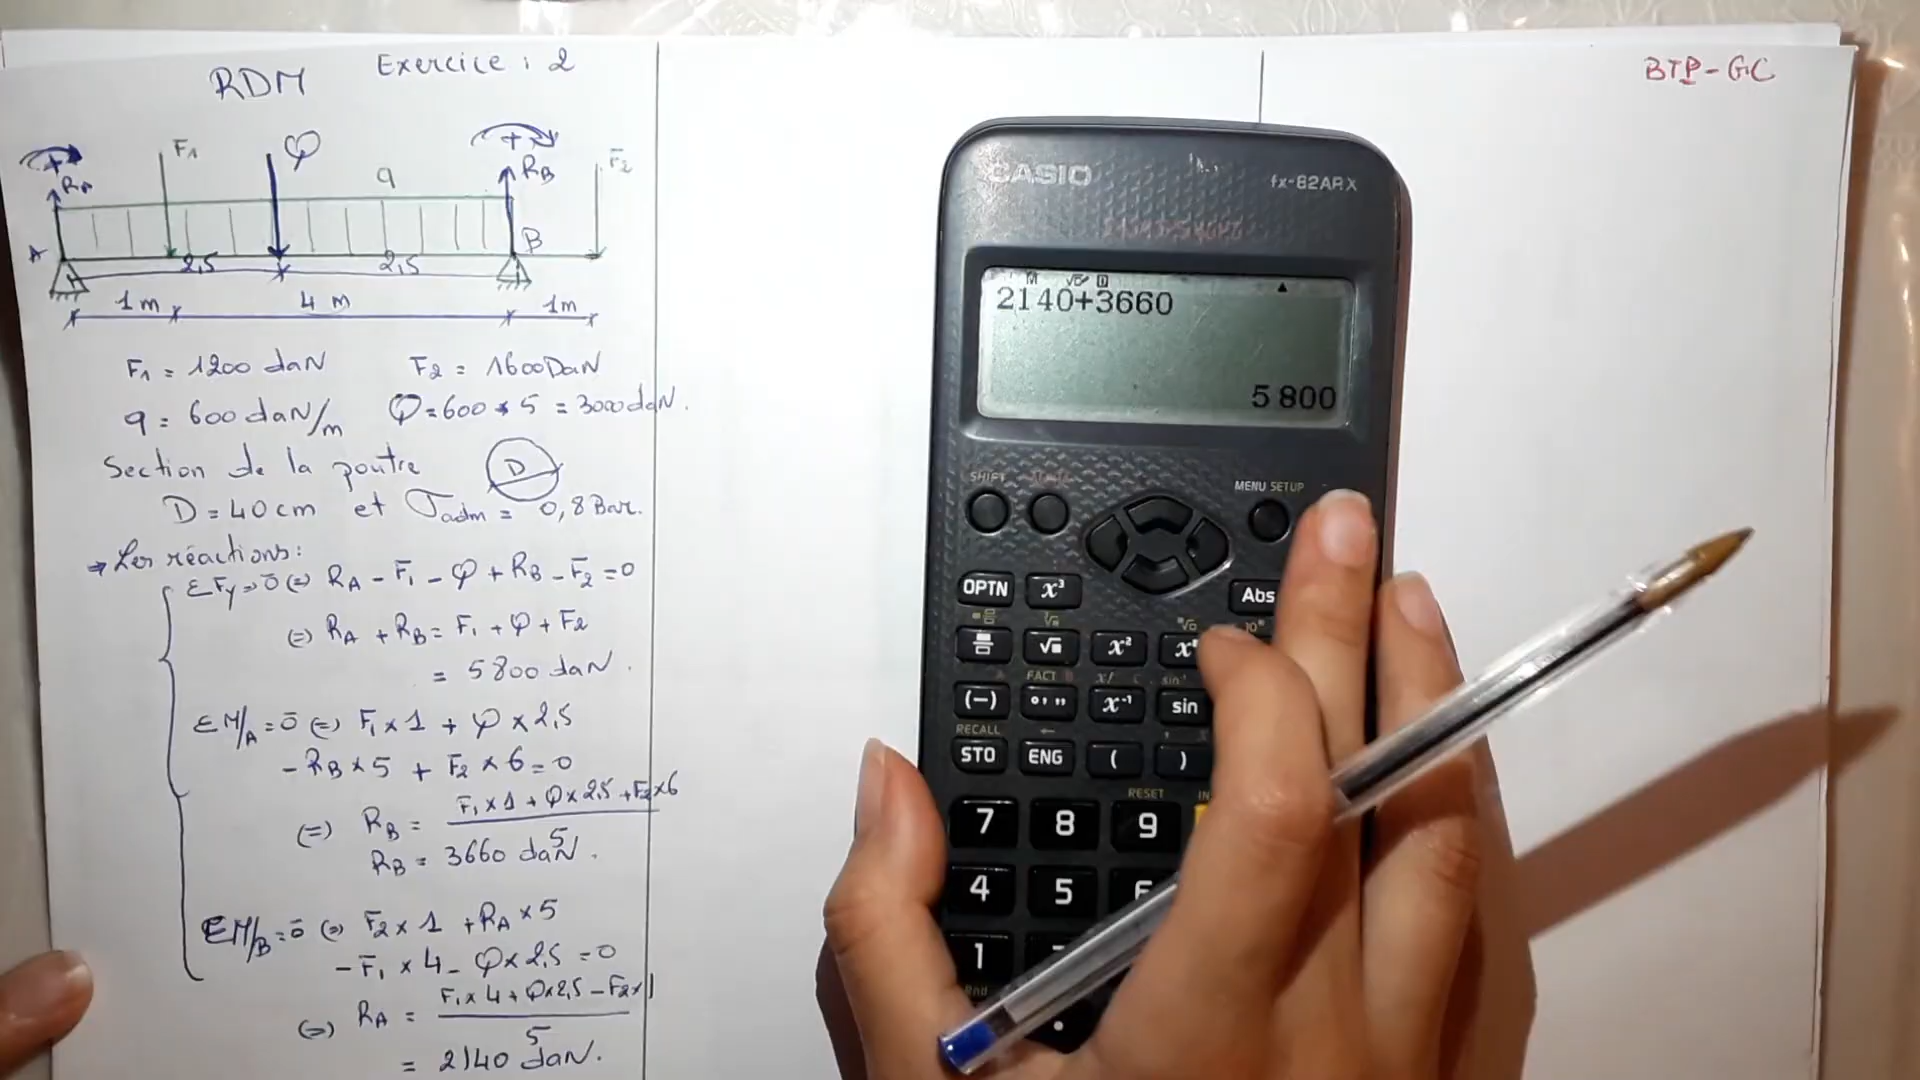 RDM
Exercice : 2
BTP-GC
F1
φ
q
RA
RB
F2
A
B
2,5
2,5
1m
4 m
1m
F1 = 1200 daN
F2 = 1600DaN
q = 600 daN/m
φ = 600 * 5 = 3000 daN.
Section de la poutre
D
D = 40 cm et σadm = 0,8 Bar.
→ Les réactions:
ΣFy = 0 (=) RA - F1 - φ + RB - F2 = 0
(=) RA + RB = F1 + φ + F2
= 5800 daN.
ΣM/A = 0 (=) F1 x 1 + φ x 2,5
- RB x 5 + F2 x 6 = 0
(=) RB = F1 x 1 + φ x 2,5 + F2 x 6
5
RB = 3660 daN.
ΣM/B = 0 (=) F2 x 1 + RA x 5
- F1 x 4 - φ x 2,5 = 0
(=) RA = F1 x 4 + φ x 2,5 - F2 x 1
5
= 2140 daN.
CASIO
fx-82AR X
2140+3660
5800
SHIFT
MENU SETUP
OPTN
x³
Abs
x²
FACT
(-)
x⁻¹
sin
RECALL
STO
ENG
(
)
RESET
7
8
9
4
5
6
1